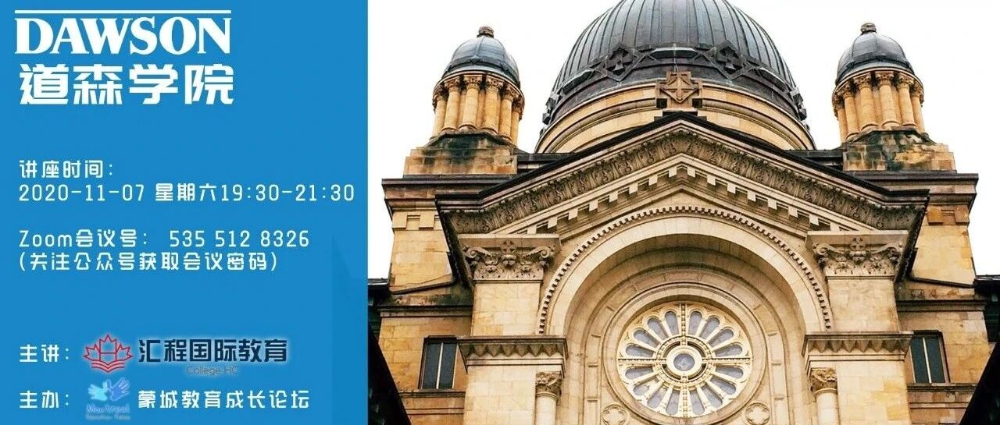 DAWSON
道森学院
讲座时间：
2020-11-07 星期六19:30-21:30
Zoom会议号： 535 512 8326
(关注公众号获取会议密码)
主讲： 汇程国际教育
College HC
主办： 蒙城教育成长论坛
Montreal